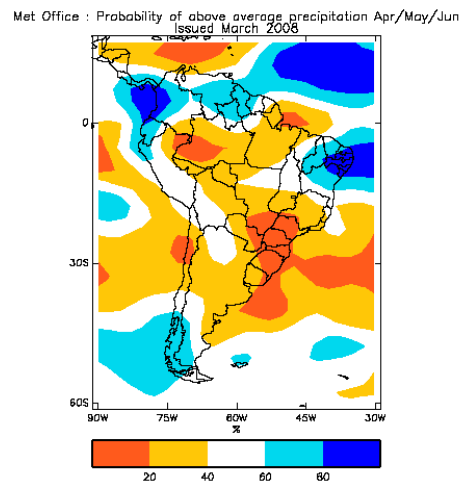 Met Office : Probability of above average precipitation Apr/May/Jun
Issued March 2008
0
30S
60S
90W 75W 60W 45W 30W
%
20 40 60 80